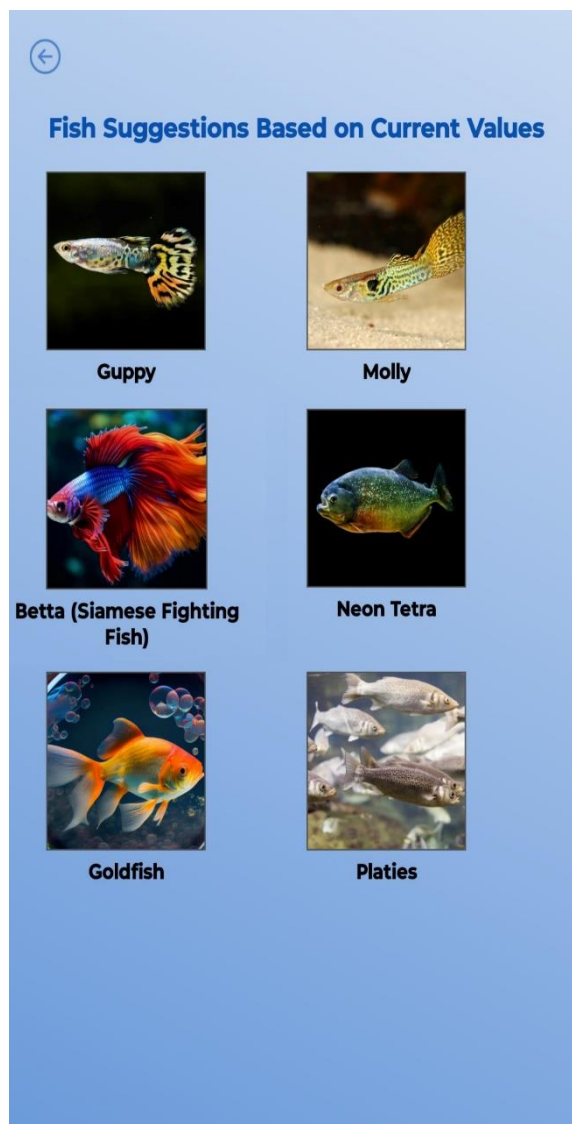 Fish Suggestions Based on Current Values
Guppy
Molly
Betta (Siamese Fighting
Fish)
Neon Tetra
Goldfish
Platies